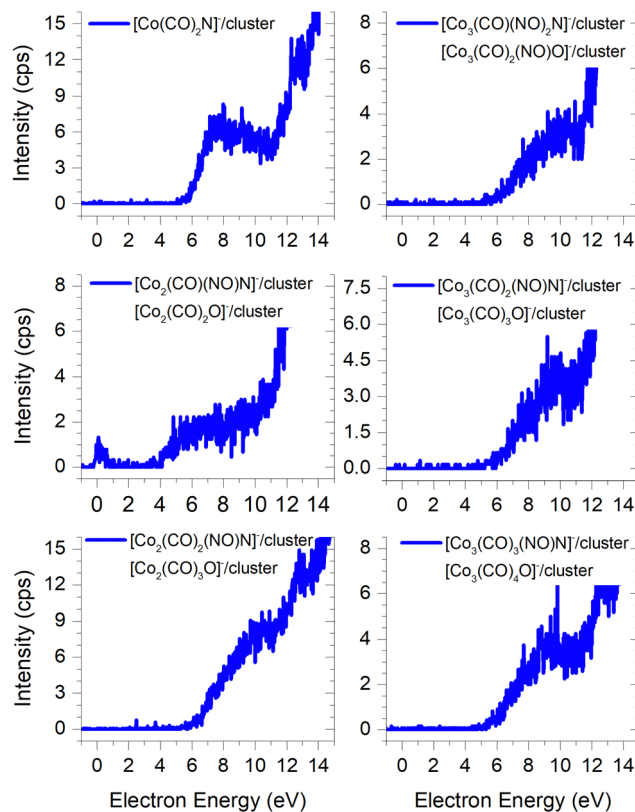 [Co(CO)₂N]⁻/cluster
Intensity (cps)
15
12
9
6
3
0
0 2 4 6 8 10 12 14
[Co₃(CO)(NO)₂N]⁻/cluster
[Co₃(CO)₂(NO)O]⁻/cluster
8
6
4
2
0
0 2 4 6 8 10 12 14
[Co₂(CO)(NO)N]⁻/cluster
[Co₂(CO)₂O]⁻/cluster
Intensity (cps)
8
6
5
4
3
2
1
0
0 2 4 6 8 10 12 14
[Co₃(CO)₂(NO)N]⁻/cluster
[Co₃(CO)₃O]⁻/cluster
7.5
6.0
4.5
3.0
1.5
0.0
0 2 4 6 8 10 12 14
[Co₂(CO)₂(NO)N]⁻/cluster
[Co₂(CO)₃O]⁻/cluster
Intensity (cps)
15
12
9
6
3
0
0 2 4 6 8 10 12 14
Electron Energy (eV)
[Co₃(CO)₃(NO)N]⁻/cluster
[Co₃(CO)₄O]⁻/cluster
8
6
4
2
0
0 2 4 6 8 10 12 14
Electron Energy (eV)